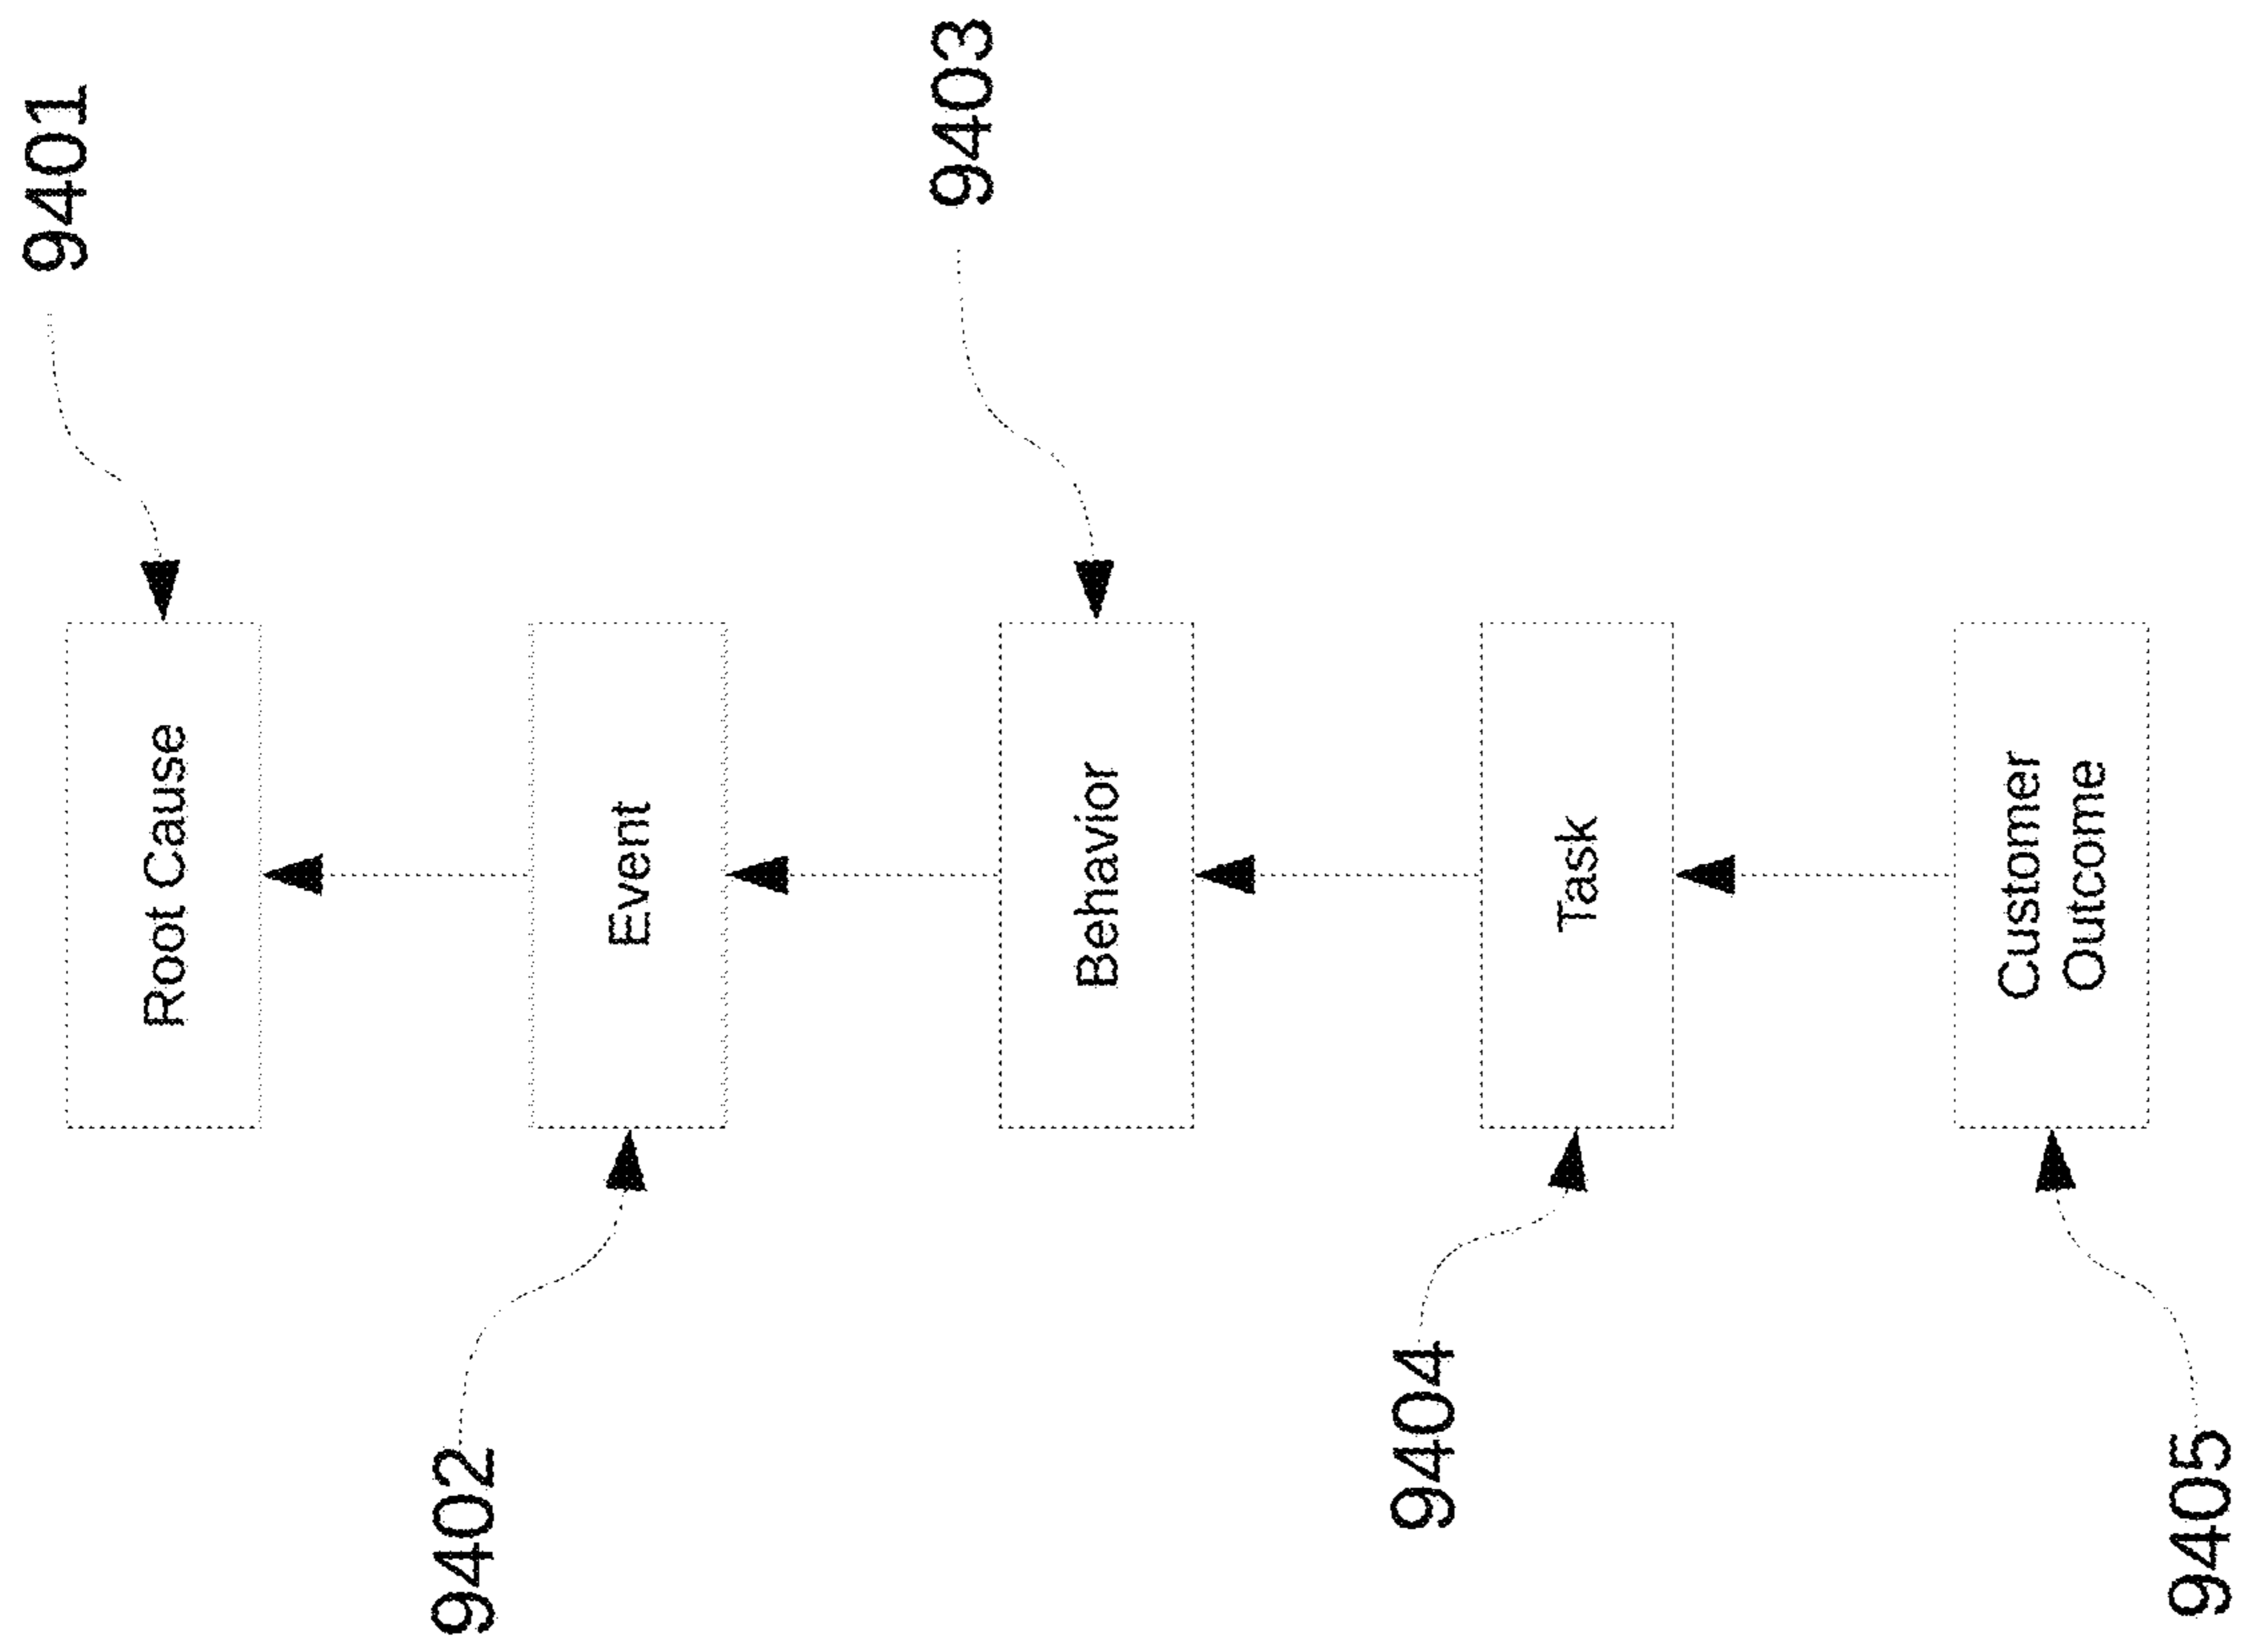 9401
Root Cause
9402
Event
9403
Behavior
9404
Task
9405
Customer
Outcome